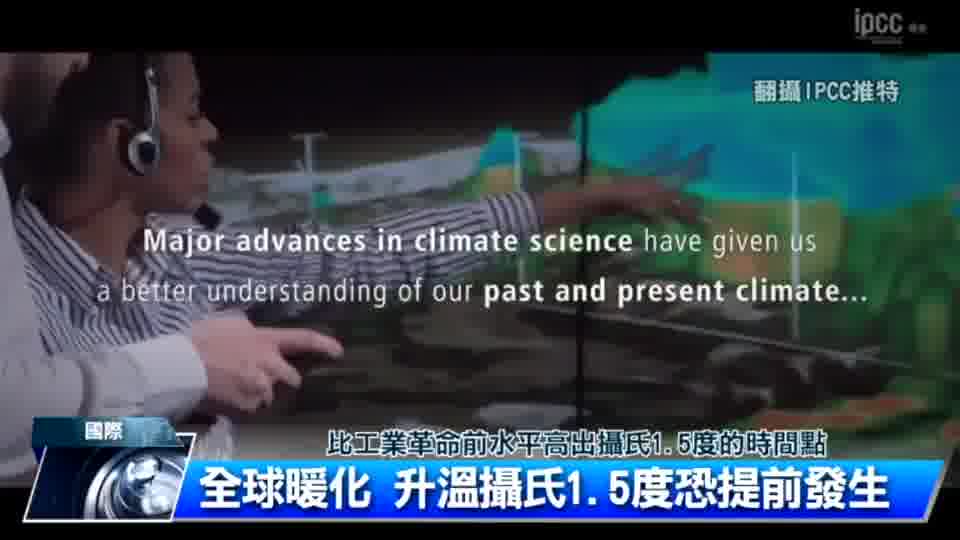 ipcc
翻攝IPCC推特
Major advances in climate science have given us
a better understanding of our past and present climate...
國際
比工業革命前水平高出攝氏1.5度的時間點
全球暖化 升溫攝氏1.5度恐提前發生